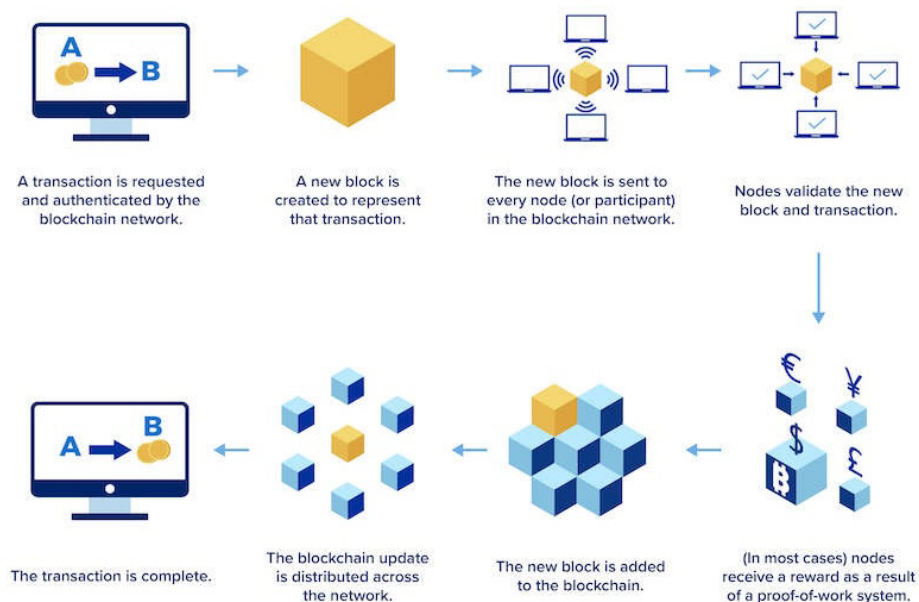 A
B
A transaction is requested
and authenticated by the
blockchain network.
A new block is
created to represent
that transaction.
The new block is sent to
every node (or participant)
in the blockchain network.
Nodes validate the new
block and transaction.
€
¥
$
£
₿
(In most cases) nodes
receive a reward as a result
of a proof-of-work system.
The new block is added
to the blockchain.
The blockchain update
is distributed across
the network.
A
B
The transaction is complete.